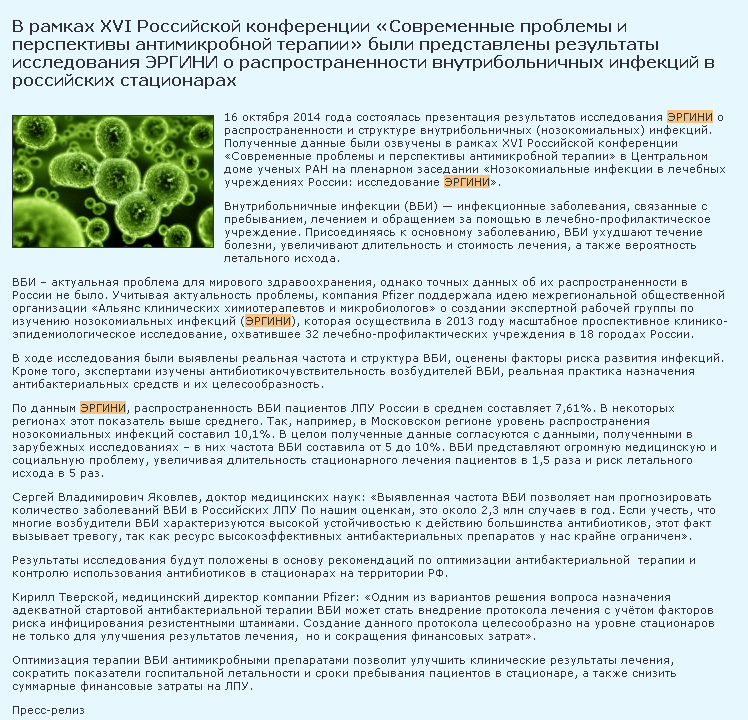 В рамках XVI Российской конференции «Современные проблемы и
перспективы антимикробной терапии» были представлены результаты
исследования ЭРГИНИ о распространенности внутрибольничных инфекций в
российских стационарах
16 октября 2014 года состоялась презентация результатов исследования ЭРГИНИ о
распространенности и структуре внутрибольничных (нозокомиальных) инфекций.
Полученные данные были озвучены в рамках XVI Российской конференции
«Современные проблемы и перспективы антимикробной терапии» в Центральном
доме ученых РАН на пленарном заседании «Нозокомиальные инфекции в лечебных
учреждениях России: исследование ЭРГИНИ».
Внутрибольничные инфекции (ВБИ) — инфекционные заболевания, связанные с
пребыванием, лечением и обращением за помощью в лечебно-профилактическое
учреждение. Присоединяясь к основному заболеванию, ВБИ ухудшают течение
болезни, увеличивают длительность и стоимость лечения, а также вероятность
летального исхода.
ВБИ – актуальная проблема для мирового здравоохранения, однако точных данных об их распространенности в
России не было. Учитывая актуальность проблемы, компания Pfizer поддержала идею межрегиональной общественной
организации «Альянс клинических химиотерапевтов и микробиологов» о создании экспертной рабочей группы по
изучению нозокомиальных инфекций (ЭРГИНИ), которая осуществила в 2013 году масштабное проспективное клинико-
эпидемиологическое исследование, охватившее 32 лечебно-профилактических учреждения в 18 городах России.
В ходе исследования были выявлены реальная частота и структура ВБИ, оценены факторы риска развития инфекций.
Кроме того, экспертами изучены антибиотикочувствительность возбудителей ВБИ, реальная практика назначения
антибактериальных средств и их целесообразность.
По данным ЭРГИНИ, распространенность ВБИ пациентов ЛПУ России в среднем составляет 7,61%. В некоторых
регионах этот показатель выше среднего. Так, например, в Московском регионе уровень распространения
нозокомиальных инфекций составил 10,1%. В целом полученные данные согласуются с данными, полученными в
зарубежных исследованиях – в них частота ВБИ составила от 5 до 10%. ВБИ представляют огромную медицинскую и
социальную проблему, увеличивая длительность стационарного лечения пациентов в 1,5 раза и риск летального
исхода в 5 раз.
Сергей Владимирович Яковлев, доктор медицинских наук: «Выявленная частота ВБИ позволяет нам прогнозировать
количество заболеваний ВБИ в Российских ЛПУ По нашим оценкам, это около 2,3 млн случаев в год. Если учесть, что
многие возбудители ВБИ характеризуются высокой устойчивостью к действию большинства антибиотиков, этот факт
вызывает тревогу, так как ресурс высокоэффективных антибактериальных препаратов у нас крайне ограничен».
Результаты исследования будут положены в основу рекомендаций по оптимизации антибактериальной терапии и
контролю использования антибиотиков в стационарах на территории РФ.
Кирилл Тверской, медицинский директор компании Pfizer: «Одним из вариантов решения вопроса назначения
адекватной стартовой антибактериальной терапии ВБИ может стать внедрение протокола лечения с учётом факторов
риска инфицирования резистентными штаммами. Создание данного протокола целесообразно на уровне стационаров
не только для улучшения результатов лечения, но и сокращения финансовых затрат».
Оптимизация терапии ВБИ антимикробными препаратами позволит улучшить клинические результаты лечения,
сократить показатели госпитальной летальности и сроки пребывания пациентов в стационаре, а также снизить
суммарные финансовые затраты на ЛПУ.
Пресс-релиз